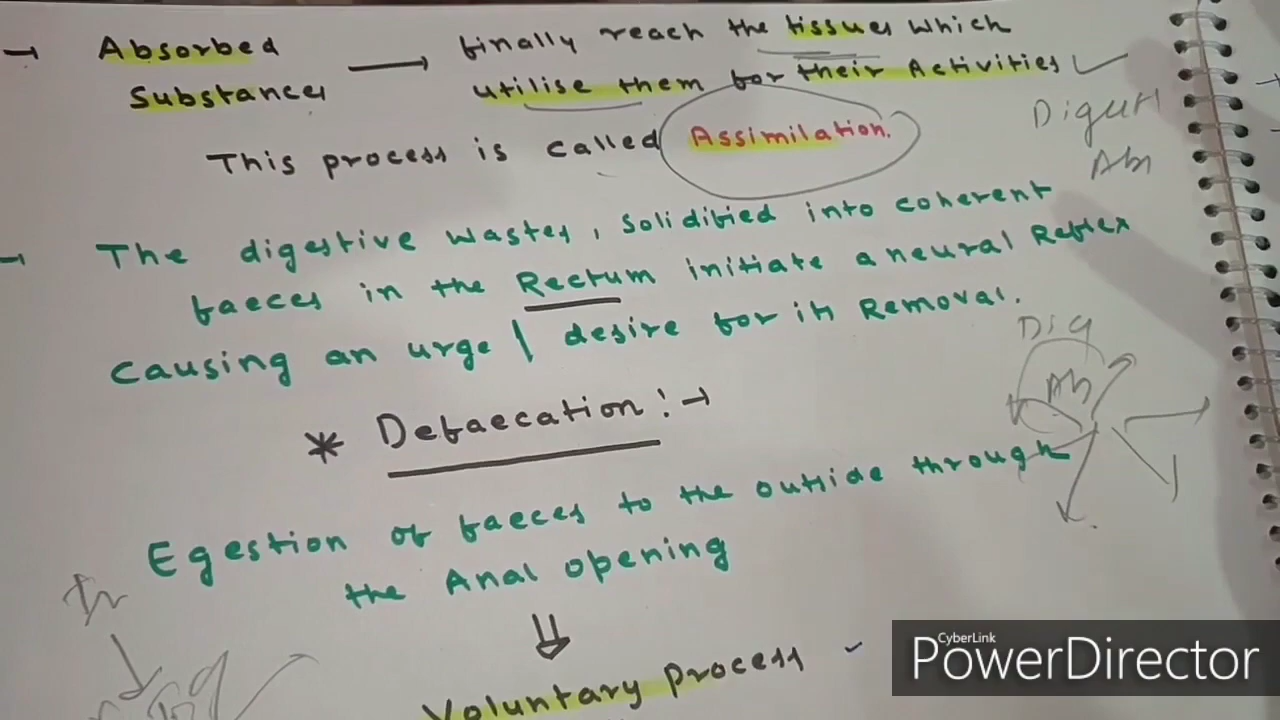 → Absorbed Substances → finally reach the tissues which
utilise them for their Activities
This process is called Assimilation.
→ The digestive wastes, solidified into coherent
faeces in the Rectum initiate a neural Reflex
causing an urge / desire for its Removal.
* Defaecation :→
Egestion of faeces to the outside through
the Anal opening
⇓
Voluntary process
Dig
Ab
CyberLink
PowerDirector